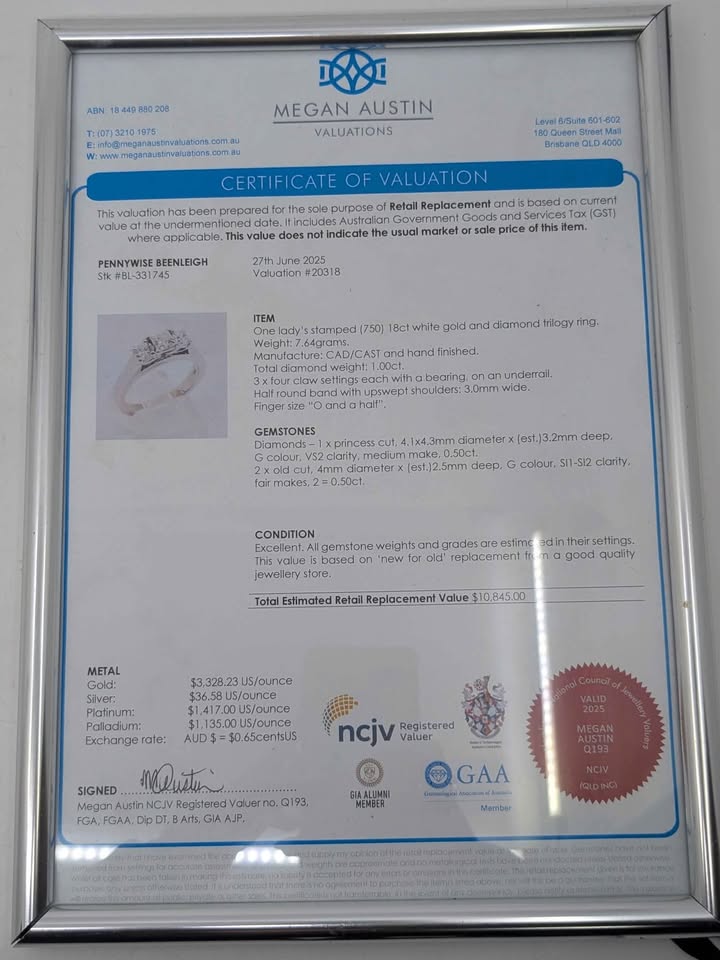 MEGAN AUSTIN
VALUATIONS
ABN: 18 449 880 208
T: (07) 3210 1975
E: info@meganaustinvaluations.com.au
W: www.meganaustinvaluations.com.au
Level 6/Suite 601-602
180 Queen Street Mall
Brisbane QLD 4000
CERTIFICATE OF VALUATION
This valuation has been prepared for the sole purpose of Retail Replacement and is based on current
value at the undermentioned date. It includes Australian Government Goods and Services Tax (GST)
where applicable. This value does not indicate the usual market or sale price of this item.
PENNYWISE BEENLEIGH
Stk #BL-331745
27th June 2025
Valuation #20318
ITEM
One lady's stamped (750) 18ct white gold and diamond trilogy ring.
Weight: 7.64grams.
Manufacture: CAD/CAST and hand finished.
Total diamond weight: 1.00ct.
3 x four claw settings each with a bearing, on an underrail.
Half round band with upswept shoulders: 3.0mm wide.
Finger size "O and a half".
GEMSTONES
Diamonds – 1 x princess cut, 4.1x4.3mm diameter x (est.)3.2mm deep,
G colour, VS2 clarity, medium make, 0.50ct.
2 x old cut, 4mm diameter x (est.)2.5mm deep, G colour, SI1-SI2 clarity,
fair makes, 2 = 0.50ct.
CONDITION
Excellent. All gemstone weights and grades are estimated in their settings.
This value is based on 'new for old' replacement from a good quality
jewellery store.
Total Estimated Retail Replacement Value $10,845.00
METAL
Gold: $3,328.23 US/ounce
Silver: $36.58 US/ounce
Platinum: $1,417.00 US/ounce
Palladium: $1,135.00 US/ounce
Exchange rate: AUD $ = $0.65centsUS
ncjv Registered
Valuer
GIA ALUMNI
MEMBER
GAA
Gemmological Association of Australia
Member
National Council of Jewellery Valuers
VALID
2025
MEGAN
AUSTIN
Q193
NCJV
(QLD INC)
SIGNED
Megan Austin NCJV Registered Valuer no. Q193,
FGA, FGAA, Dip DT, B Arts, GIA AJP.